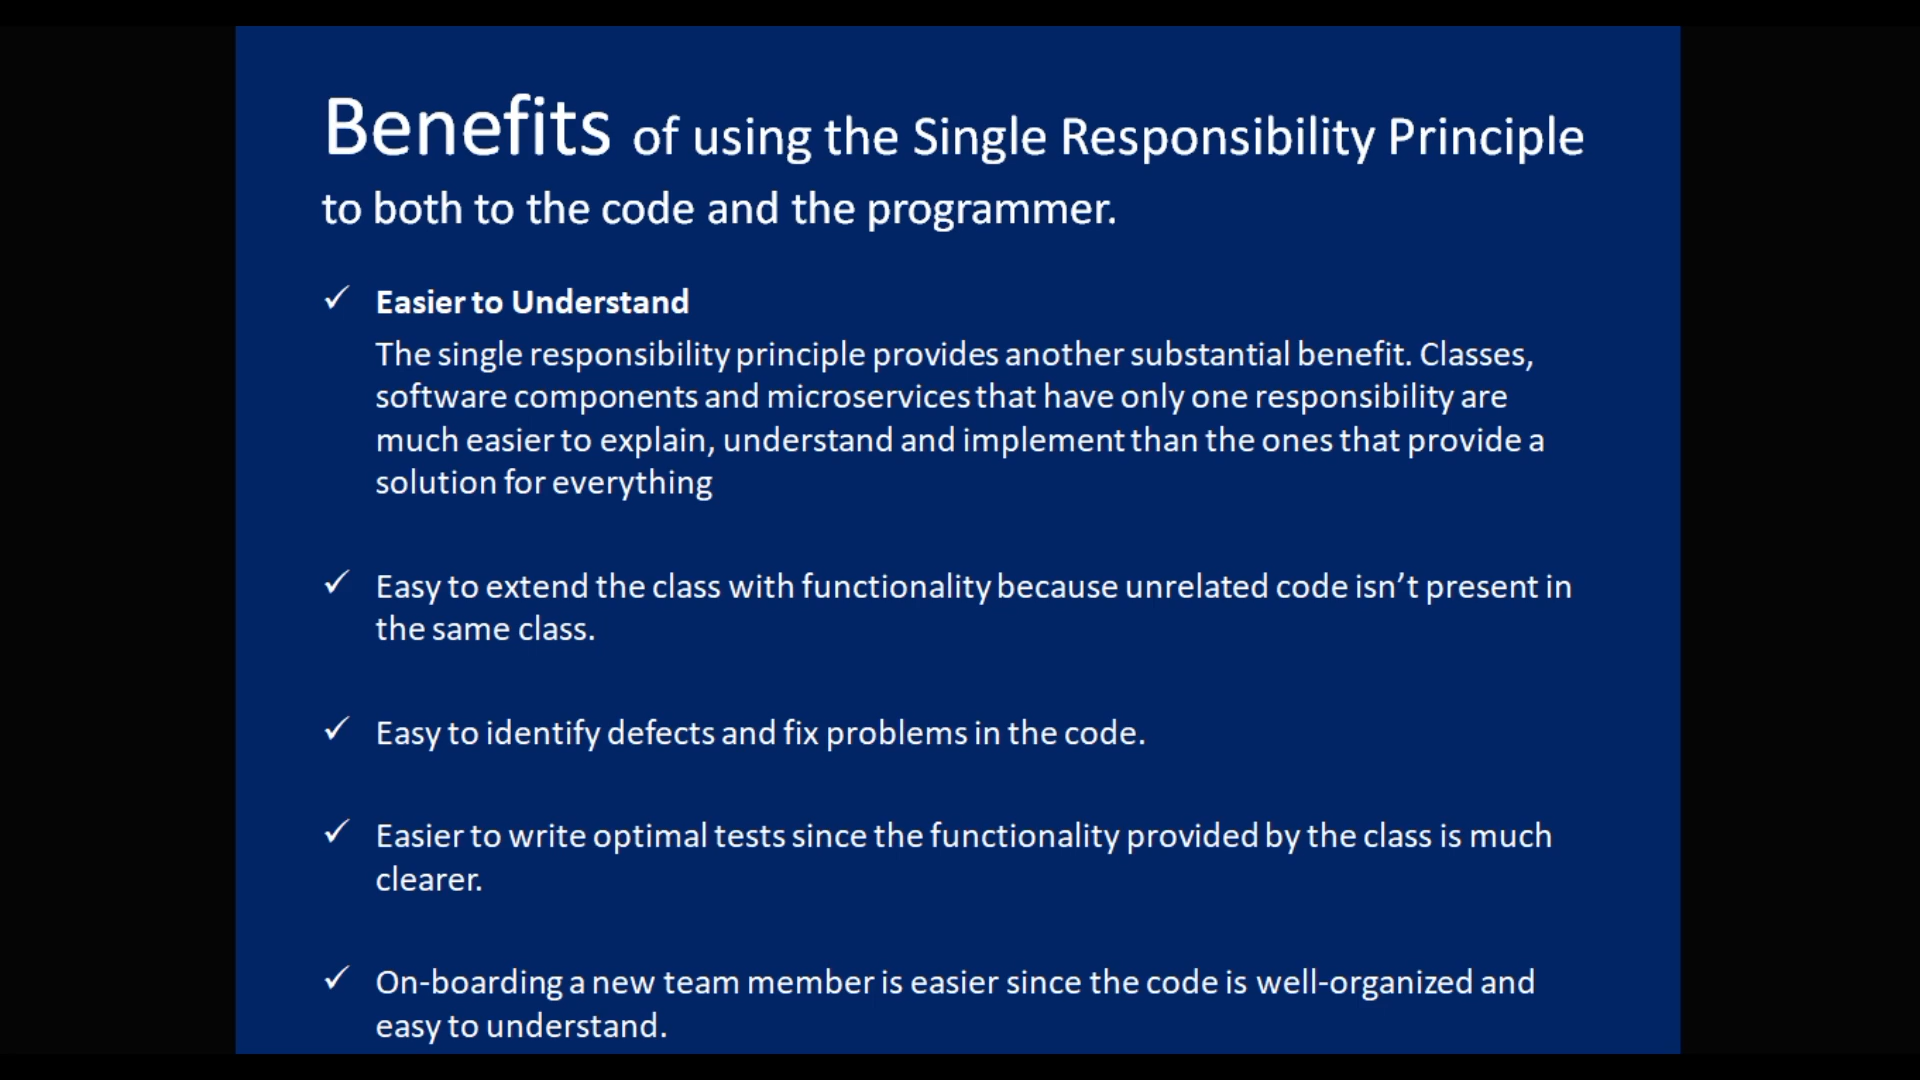 Benefits of using the Single Responsibility Principle
to both to the code and the programmer.
✓ Easier to Understand
The single responsibility principle provides another substantial benefit. Classes,
software components and microservices that have only one responsibility are
much easier to explain, understand and implement than the ones that provide a
solution for everything
✓ Easy to extend the class with functionality because unrelated code isn’t present in
the same class.
✓ Easy to identify defects and fix problems in the code.
✓ Easier to write optimal tests since the functionality provided by the class is much
clearer.
✓ On-boarding a new team member is easier since the code is well-organized and
easy to understand.